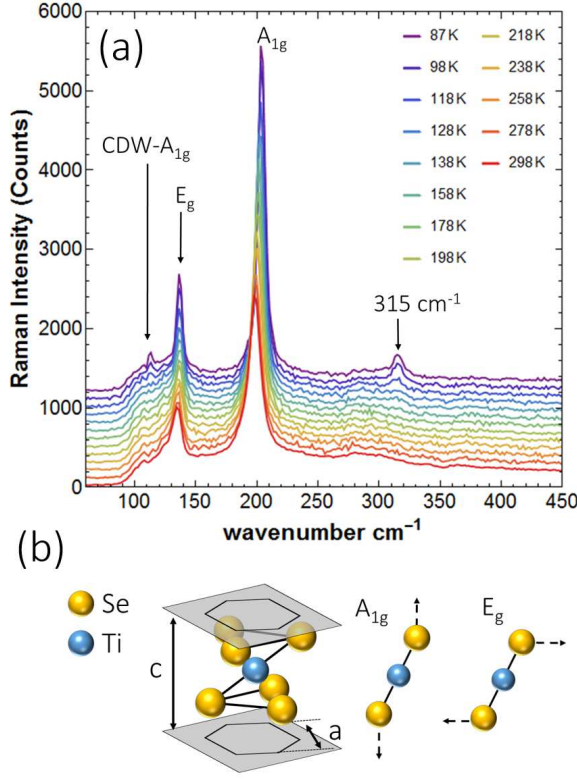 (a)
A1g
CDW-A1g
Eg
315 cm-1
87K 218K
98K 238K
118K 258K
128K 278K
138K 298K
158K
178K
198K
Raman Intensity (Counts)
6000
5000
4000
3000
2000
1000
0
100 150 200 250 300 350 400 450
wavenumber cm−1
(b)
Se
Ti
A1g
Eg
c
a